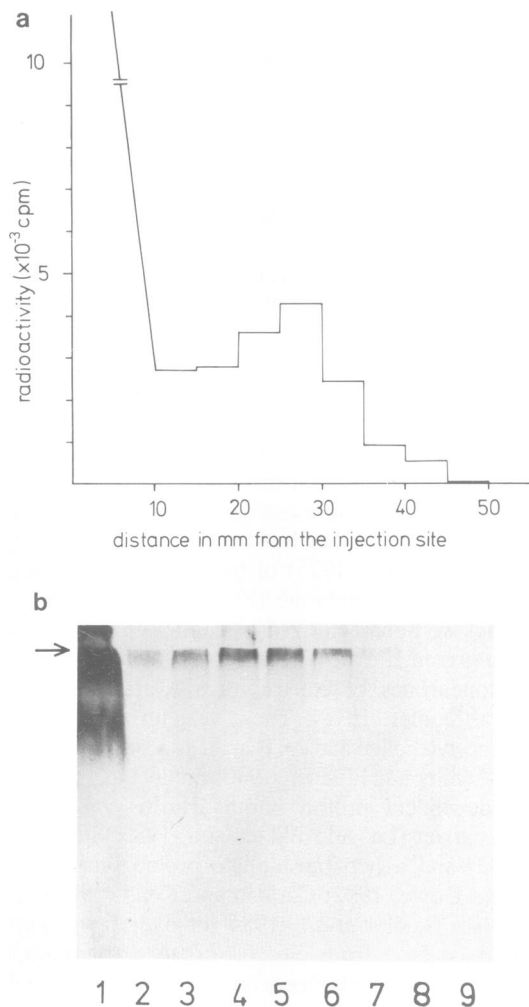 a
10
5
radioactivity (x10-3 cpm)
10 20 30 40 50
distance in mm from the injection site
b
1 2 3 4 5 6 7 8 9